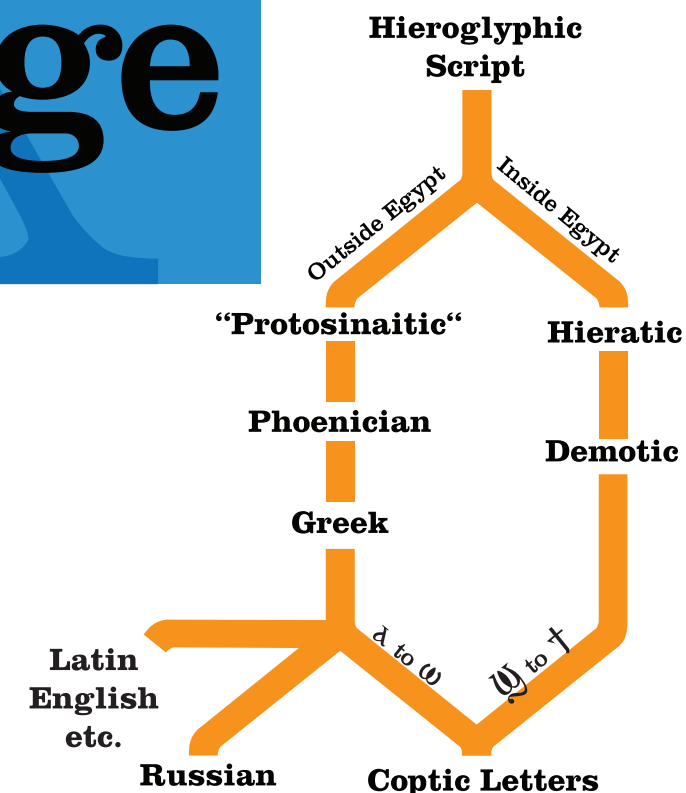 ge
Hieroglyphic
Script
Outside Egypt
Inside Egypt
“Protosinaitic“
Hieratic
Phoenician
Demotic
Greek
ⲁ to ⲱ
ϣ to ϯ
Latin
English
etc.
Russian
Coptic Letters